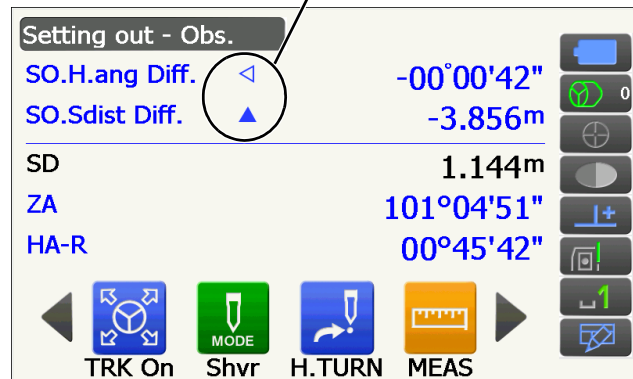 Setting out - Obs.
SO.H.ang Diff. ◁ -00°00'42"
SO.Sdist Diff. ▲ -3.856m
SD 1.144m
ZA 101°04'51"
HA-R 00°45'42"
0
1
MODE
TRK On Shvr H.TURN MEAS